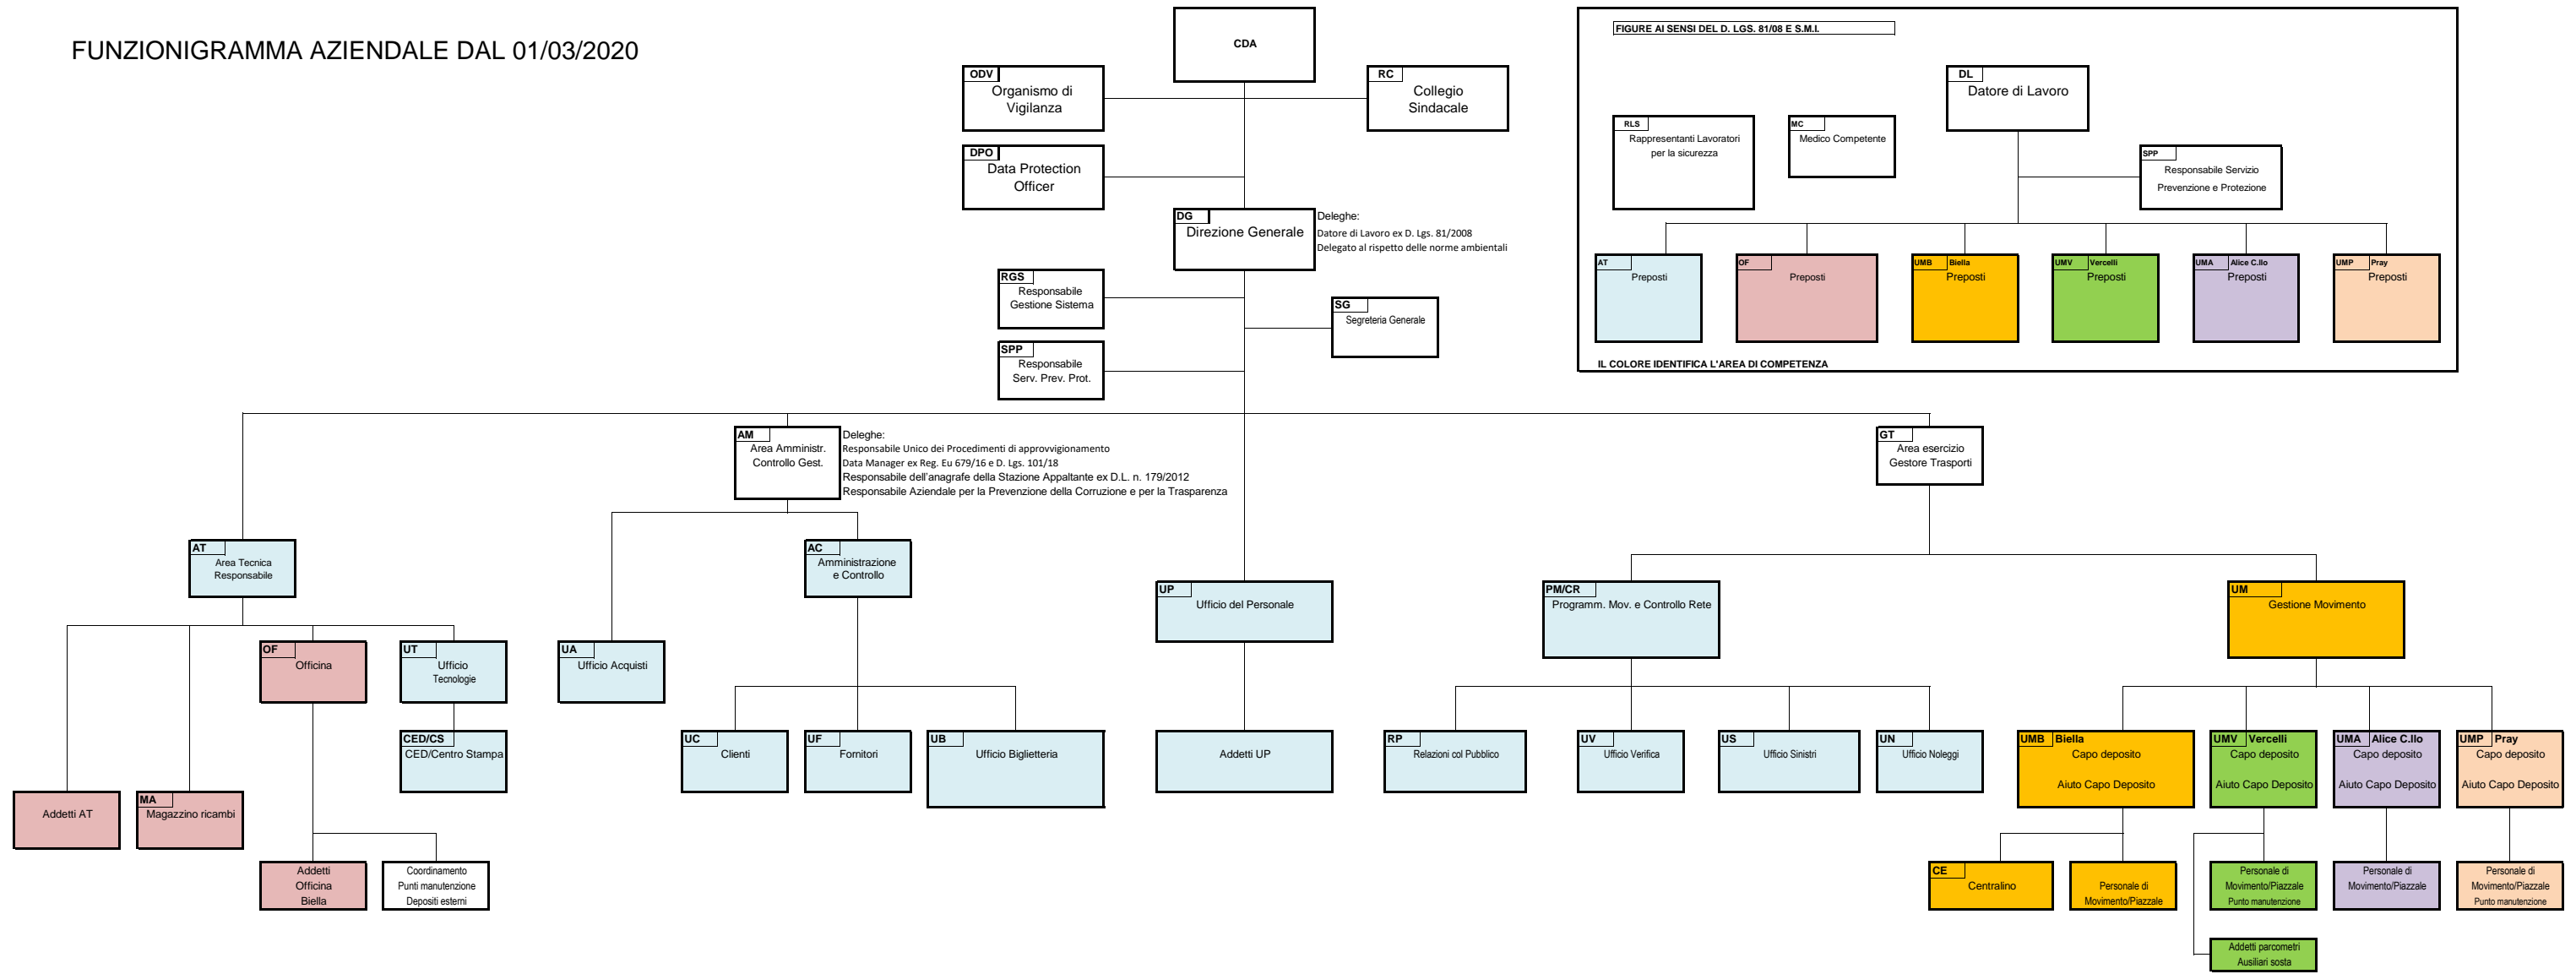 FUNZIONIGRAMMA AZIENDALE DAL 01/03/2020
CDA
ODV
Organismo di
Vigilanza
RC
Collegio
Sindacale
DPO
Data Protection
Officer
DG
Direzione Generale
Deleghe:
Datore di Lavoro ex D. Lgs. 81/2008
Delegato al rispetto delle norme ambientali
RGS
Responsabile
Gestione Sistema
SG
Segreteria Generale
SPP
Responsabile
Serv. Prev. Prot.
FIGURE AI SENSI DEL D. LGS. 81/08 E S.M.I.
DL
Datore di Lavoro
RLS
Rappresentanti Lavoratori
per la sicurezza
MC
Medico Competente
SPP
Responsabile Servizio
Prevenzione e Protezione
AT
Preposti
OF
Preposti
UMB Biella
Preposti
UMV Vercelli
Preposti
UMA Alice C.llo
Preposti
UMP Pray
Preposti
IL COLORE IDENTIFICA L'AREA DI COMPETENZA
AM
Area Amministr.
Controllo Gest.
Deleghe:
Responsabile Unico dei Procedimenti di approvvigionamento
Data Manager ex Reg. Eu 679/16 e D. Lgs. 101/18
Responsabile dell'anagrafe della Stazione Appaltante ex D.L. n. 179/2012
Responsabile Aziendale per la Prevenzione della Corruzione e per la Trasparenza
GT
Area esercizio
Gestore Trasporti
AT
Area Tecnica
Responsabile
AC
Amministrazione
e Controllo
UP
Ufficio del Personale
PM/CR
Programm. Mov. e Controllo Rete
UM
Gestione Movimento
OF
Officina
UT
Ufficio
Tecnologie
UA
Ufficio Acquisti
CED/CS
CED/Centro Stampa
UC
Clienti
UF
Fornitori
UB
Ufficio Biglietteria
Addetti UP
RP
Relazioni col Pubblico
UV
Ufficio Verifica
US
Ufficio Sinistri
UN
Ufficio Noleggi
UMB Biella
Capo deposito
Aiuto Capo Deposito
UMV Vercelli
Capo deposito
Aiuto Capo Deposito
UMA Alice C.llo
Capo deposito
Aiuto Capo Deposito
UMP Pray
Capo deposito
Aiuto Capo Deposito
Addetti AT
MA
Magazzino ricambi
Addetti
Officina
Biella
Coordinamento
Punti manutenzione
Depositi esterni
CE
Centralino
Personale di
Movimento/Piazzale
Personale di
Movimento/Piazzale
Punto manutenzione
Personale di
Movimento/Piazzale
Personale di
Movimento/Piazzale
Punto manutenzione
Addetti parcometri
Ausiliari sosta